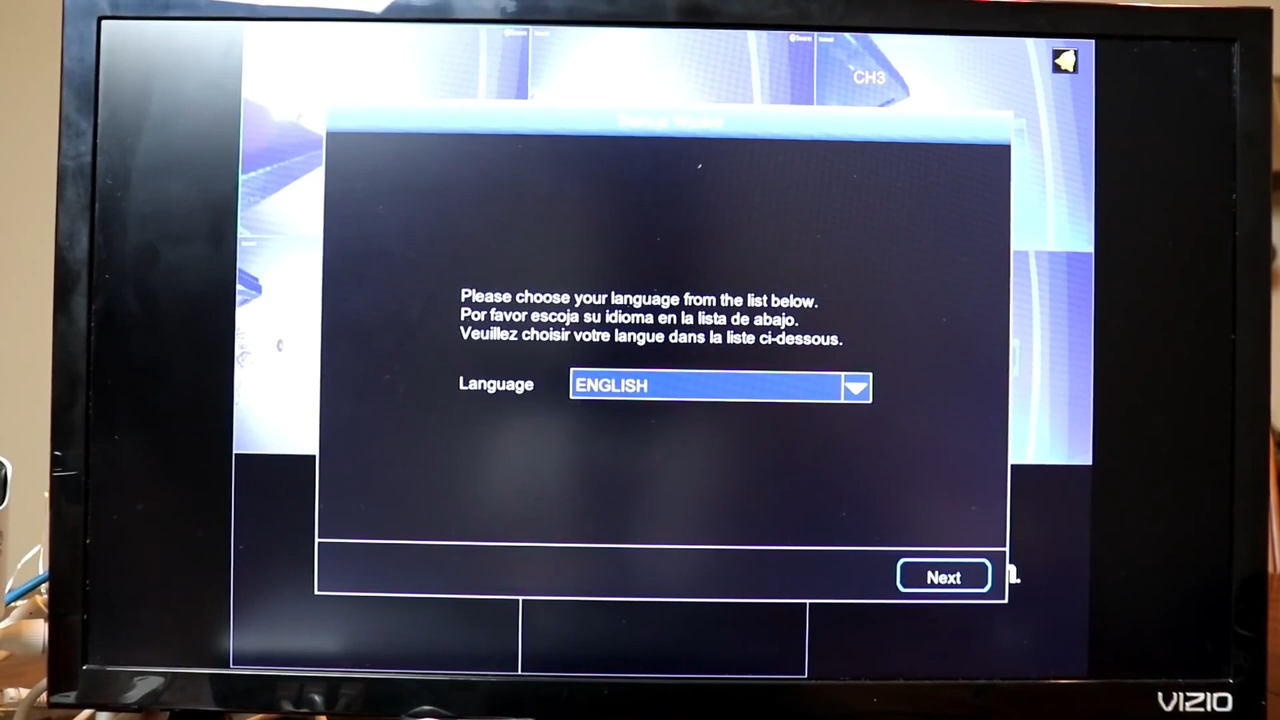 CH3
Please choose your language from the list below.
Por favor escoja su idioma en la lista de abajo.
Veuillez choisir votre langue dans la liste ci-dessous.
Language
ENGLISH
Next
VIZIO